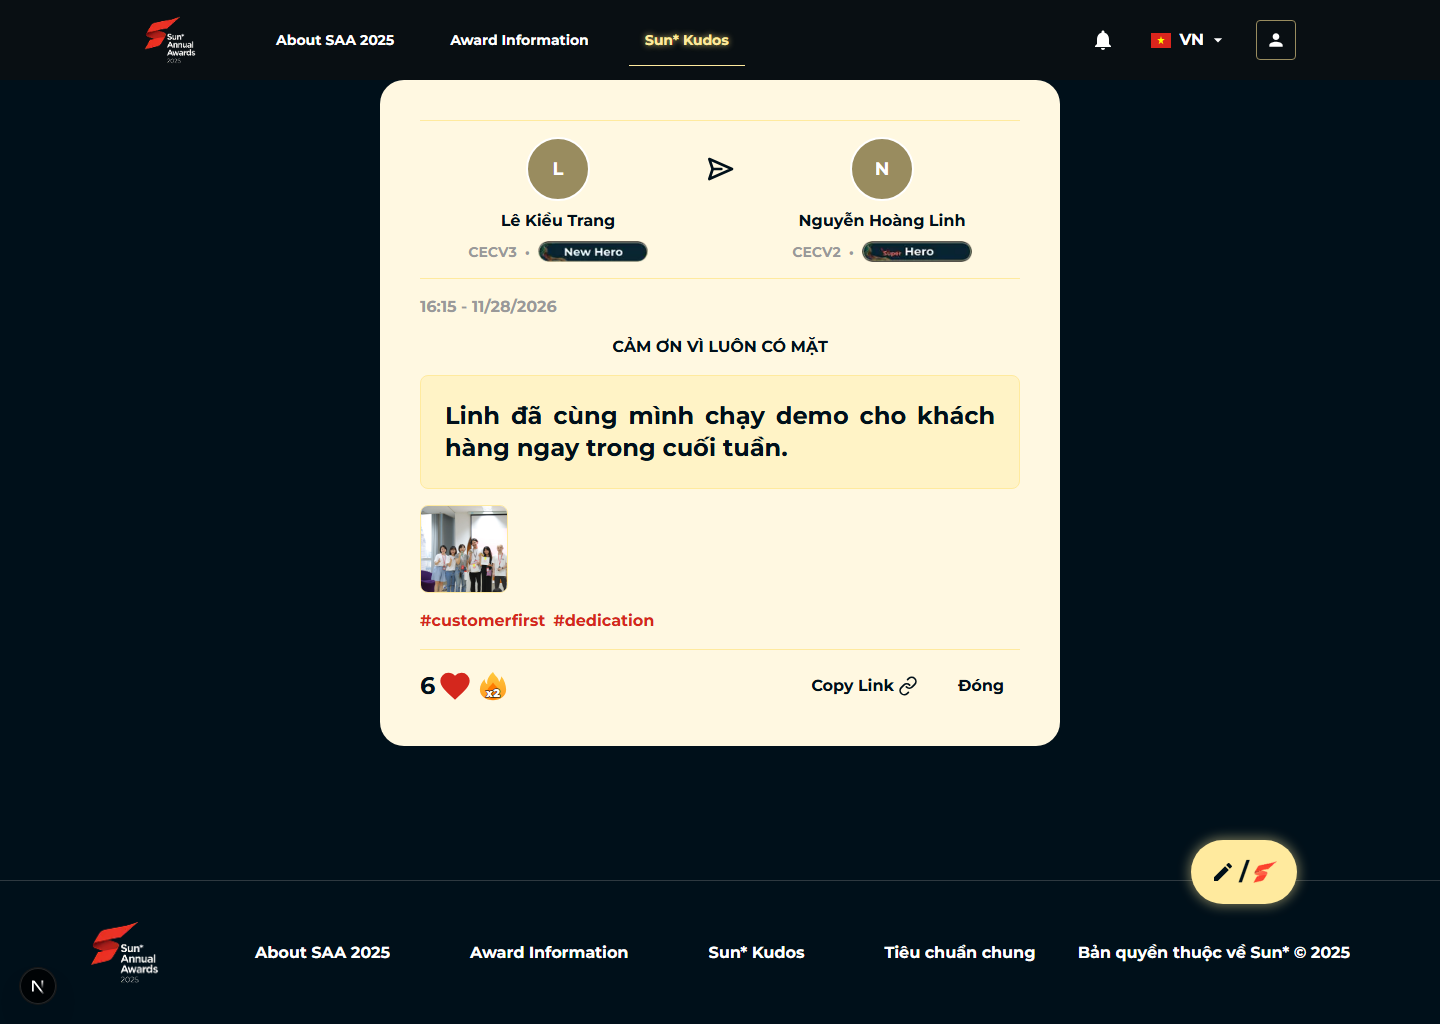 Sun*
Annual
Awards
2025
About SAA 2025
Award Information
Sun* Kudos
VN
L
N
Lê Kiều Trang
Nguyễn Hoàng Linh
CECV3 • New Hero
CECV2 • Super Hero
16:15 - 11/28/2026
CẢM ƠN VÌ LUÔN CÓ MẶT
Linh đã cùng mình chạy demo cho khách
hàng ngay trong cuối tuần.
#customerfirst #dedication
6
x2
Copy Link
Đóng
/
Sun*
Annual
Awards
2025
About SAA 2025
Award Information
Sun* Kudos
Tiêu chuẩn chung
Bản quyền thuộc về Sun* © 2025
N